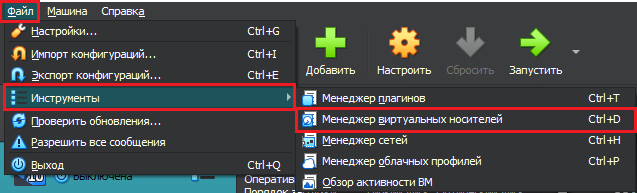 Файл Машина Справка
Настройки... Ctrl+G
Импорт конфигураций... Ctrl+I
Экспорт конфигураций... Ctrl+E
Инструменты
Проверить обновления...
Разрешить все сообщения
Выход Ctrl+Q
Добавить Настроить Сбросить Запустить
Менеджер плагинов Ctrl+T
Менеджер виртуальных носителей Ctrl+D
Менеджер сетей Ctrl+H
Менеджер облачных профилей Ctrl+P
Обзор активности ВМ
10 Выключена
Оператив